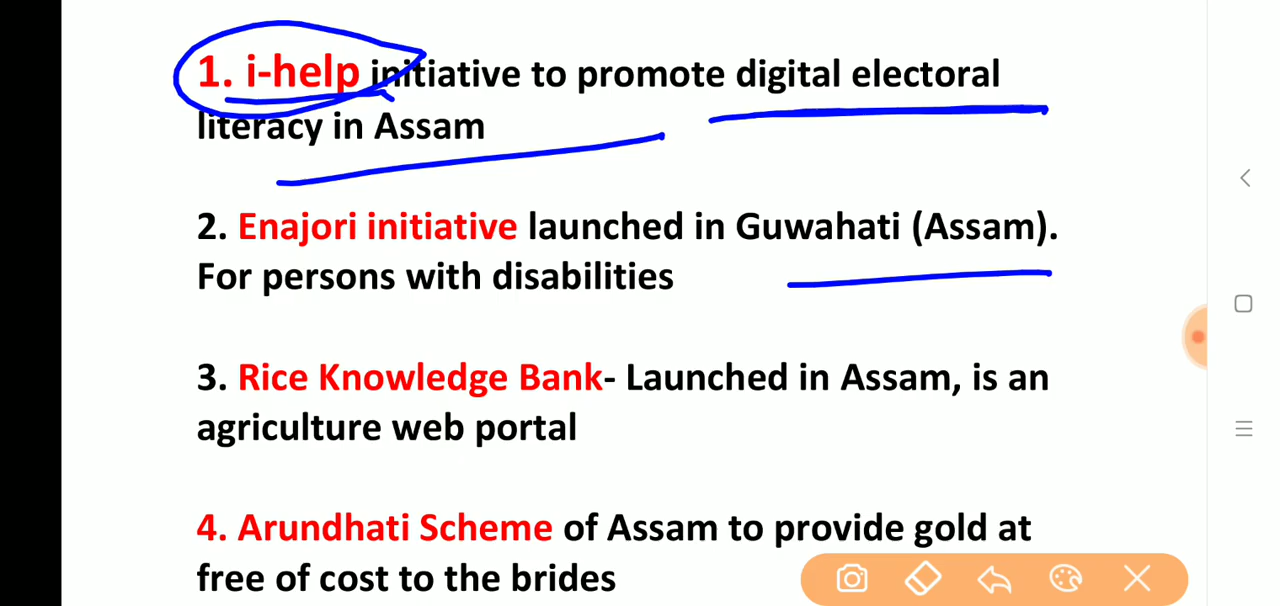 1. i-help initiative to promote digital electoral
literacy in Assam
2. Enajori initiative launched in Guwahati (Assam).
For persons with disabilities
3. Rice Knowledge Bank- Launched in Assam, is an
agriculture web portal
4. Arundhati Scheme of Assam to provide gold at
free of cost to the brides